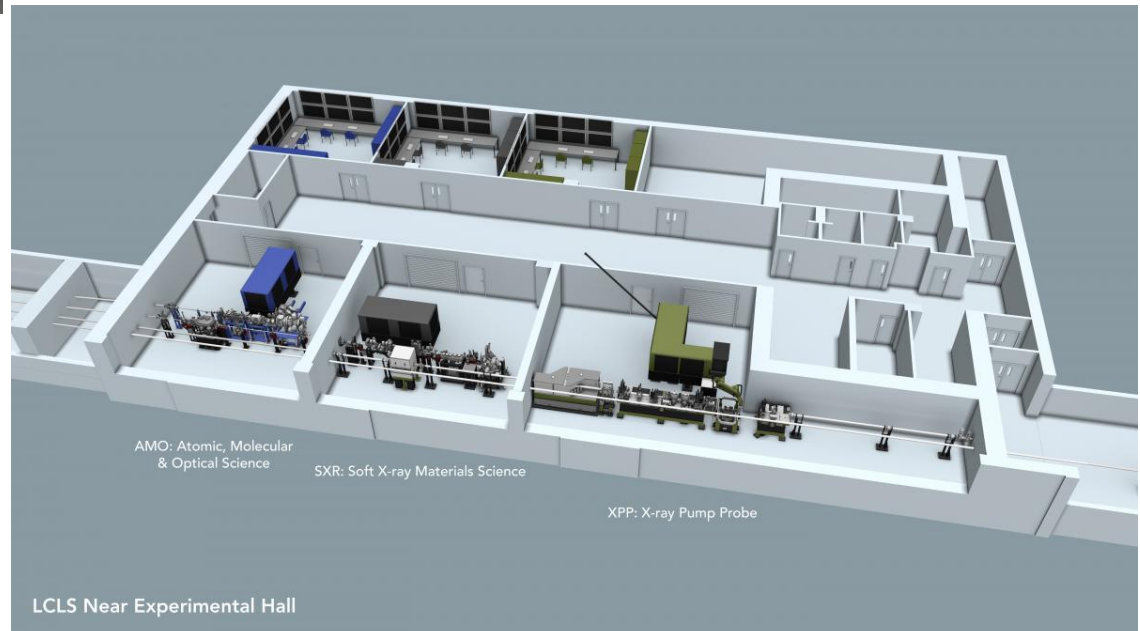 AMO: Atomic, Molecular
& Optical Science
SXR: Soft X-ray Materials Science
XPP: X-ray Pump Probe
LCLS Near Experimental Hall